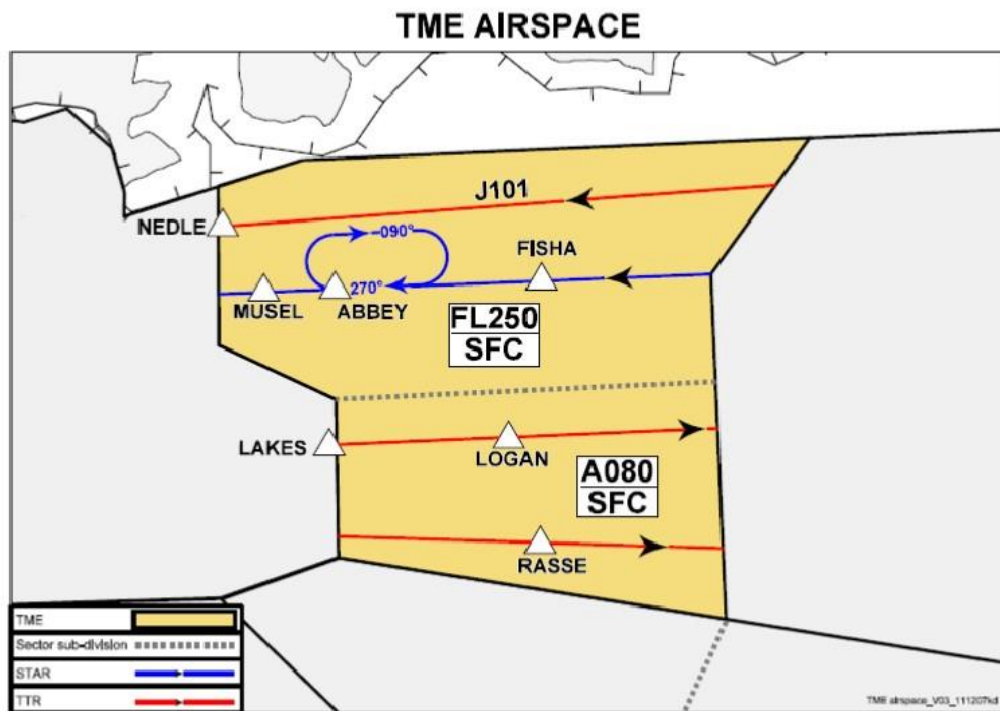 TME AIRSPACE
J101
NEDLE
090°
FISHA
270°
MUSEL
ABBEY
FL250
SFC
LAKES
LOGAN
A080
SFC
RASSE
TME
Sector sub-division
STAR
TTR
TME airspace_V03_111207kd